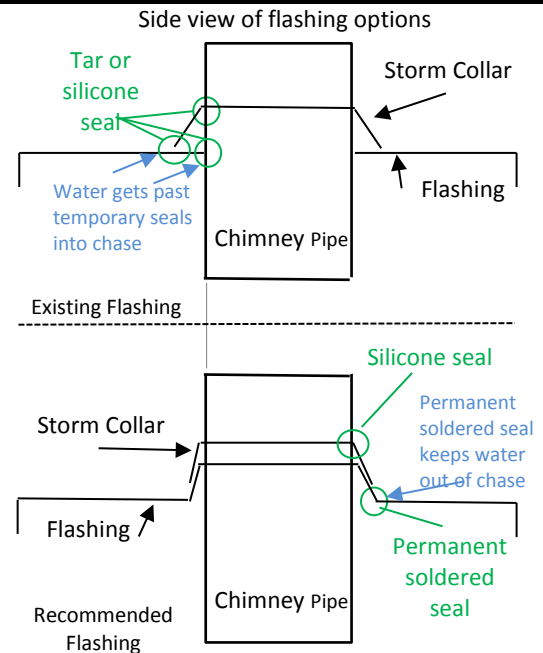 Side view of flashing options
Tar or
silicone
seal
Storm Collar
Water gets past
temporary seals
into chase
Flashing
Chimney Pipe
Existing Flashing
Silicone seal
Storm Collar
Permanent
soldered seal
keeps water
out of chase
Flashing
Permanent
soldered
seal
Chimney Pipe
Recommended
Flashing